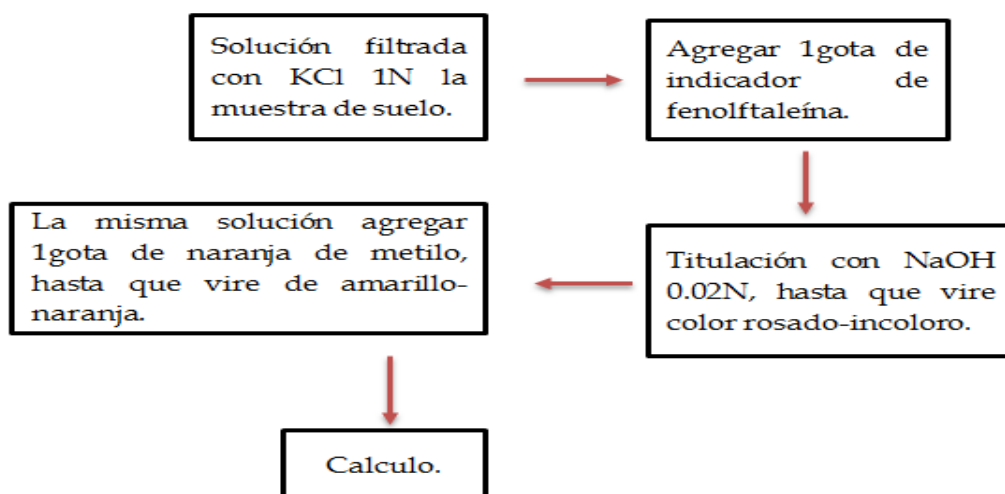 Solución filtrada
con KCl 1N la
muestra de suelo.
Agregar 1gota de
indicador de
fenolftaleína.
Titulación con NaOH
0.02N, hasta que vire
color rosado-incoloro.
La misma solución agregar
1gota de naranja de metilo,
hasta que vire de amarillo-
naranja.
Calculo.